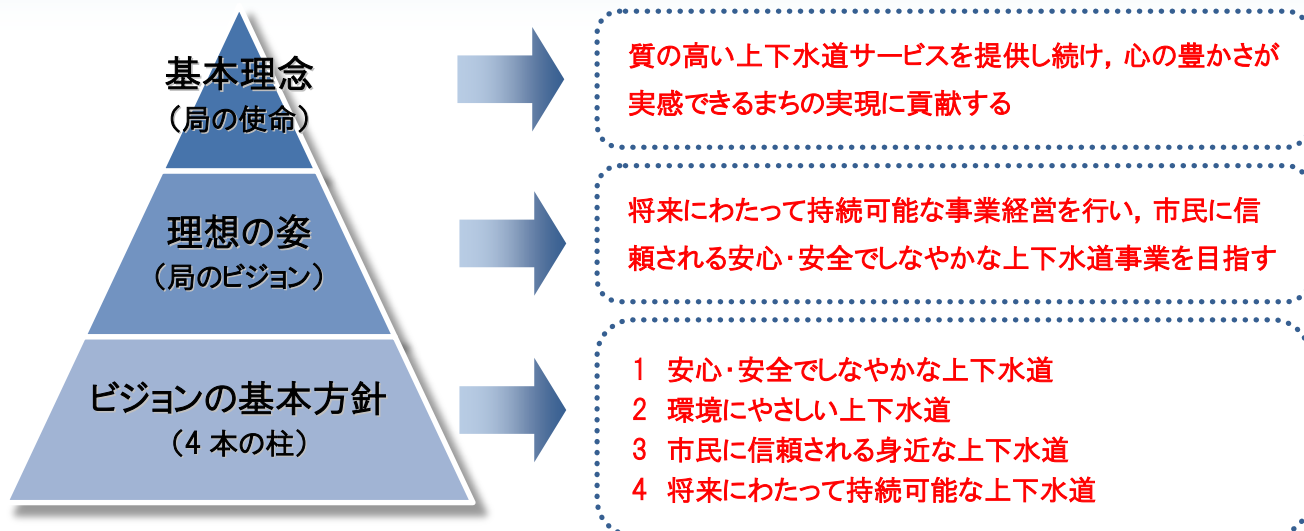 基本理念
（局の使命）
質の高い上下水道サービスを提供し続け，心の豊かさが
実感できるまちの実現に貢献する
理想の姿
（局のビジョン）
将来にわたって持続可能な事業経営を行い，市民に信
頼される安心・安全でしなやかな上下水道事業を目指す
ビジョンの基本方針
（4 本の柱）
1 安心・安全でしなやかな上下水道
2 環境にやさしい上下水道
3 市民に信頼される身近な上下水道
4 将来にわたって持続可能な上下水道